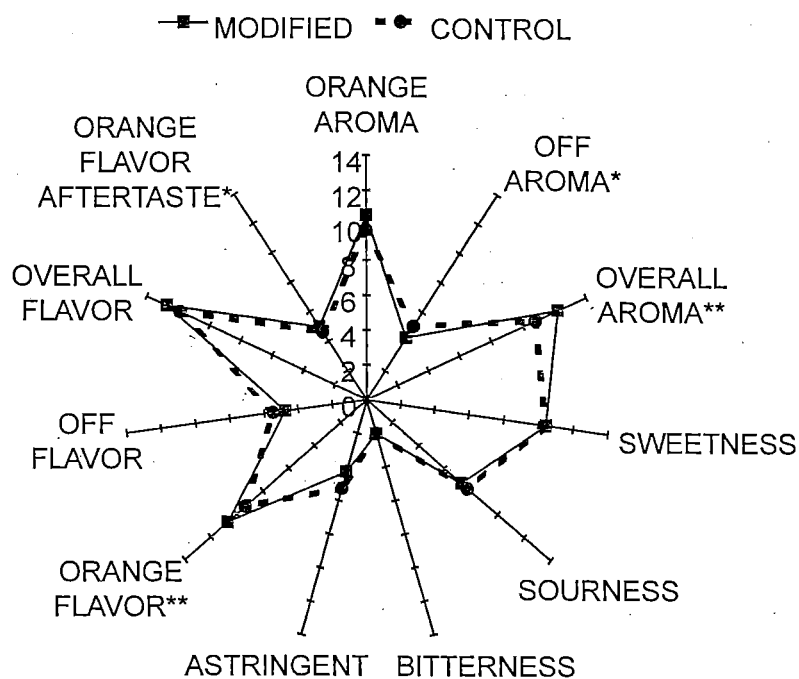 MODIFIED CONTROL
ORANGE
AROMA
OFF
AROMA*
OVERALL
AROMA**
SWEETNESS
SOURNESS
BITTERNESS
ASTRINGENT
ORANGE
FLAVOR**
OFF
FLAVOR
OVERALL
FLAVOR
ORANGE
FLAVOR
AFTERTASTE*
14
12
10
8
6
4
2
0